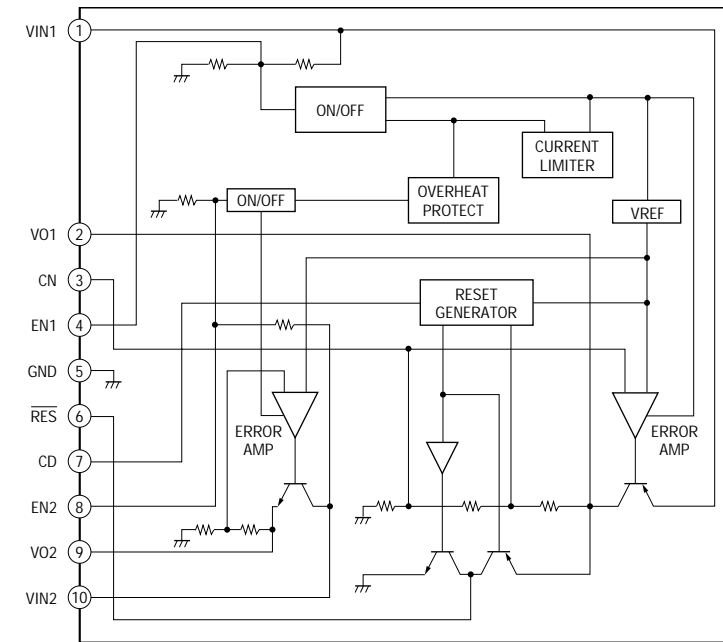 VIN1 1
ON/OFF
CURRENT
LIMITER
OVERHEAT
PROTECT
ON/OFF
VREF
VO1 2
CN 3
EN1 4
GND 5
RES 6
CD 7
EN2 8
VO2 9
VIN2 10
RESET
GENERATOR
ERROR
AMP
ERROR
AMP